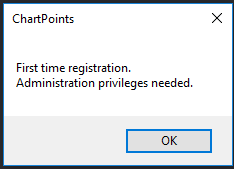 ChartPoints
First time registration.
Administration privileges needed.
OK